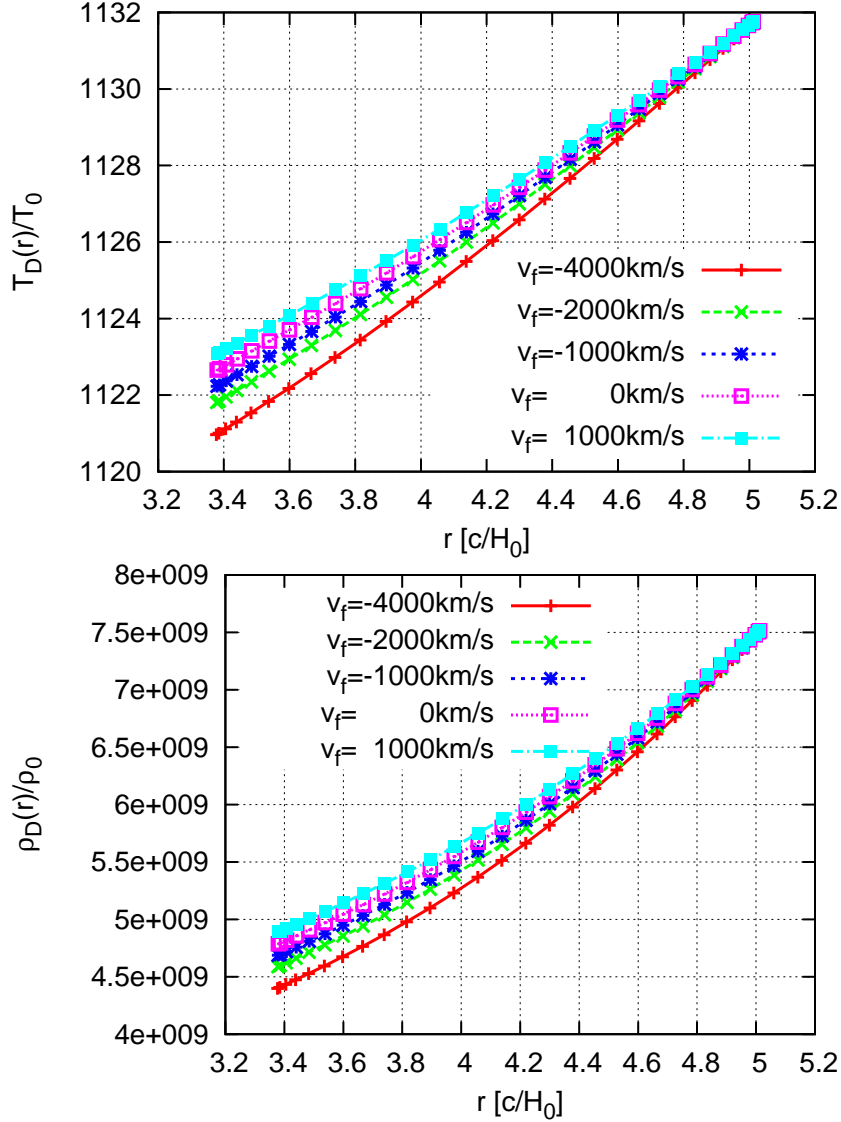 1132
1130
1128
1126
1124
1122
1120
T_D(r)/T_0
v_f=-4000km/s
v_f=-2000km/s
v_f=-1000km/s
v_f= 0km/s
v_f= 1000km/s
3.2 3.4 3.6 3.8 4 4.2 4.4 4.6 4.8 5 5.2
r [c/H_0]
8e+009
7.5e+009
7e+009
6.5e+009
6e+009
5.5e+009
5e+009
4.5e+009
4e+009
ρ_D(r)/ρ_0
v_f=-4000km/s
v_f=-2000km/s
v_f=-1000km/s
v_f= 0km/s
v_f= 1000km/s
3.2 3.4 3.6 3.8 4 4.2 4.4 4.6 4.8 5 5.2
r [c/H_0]